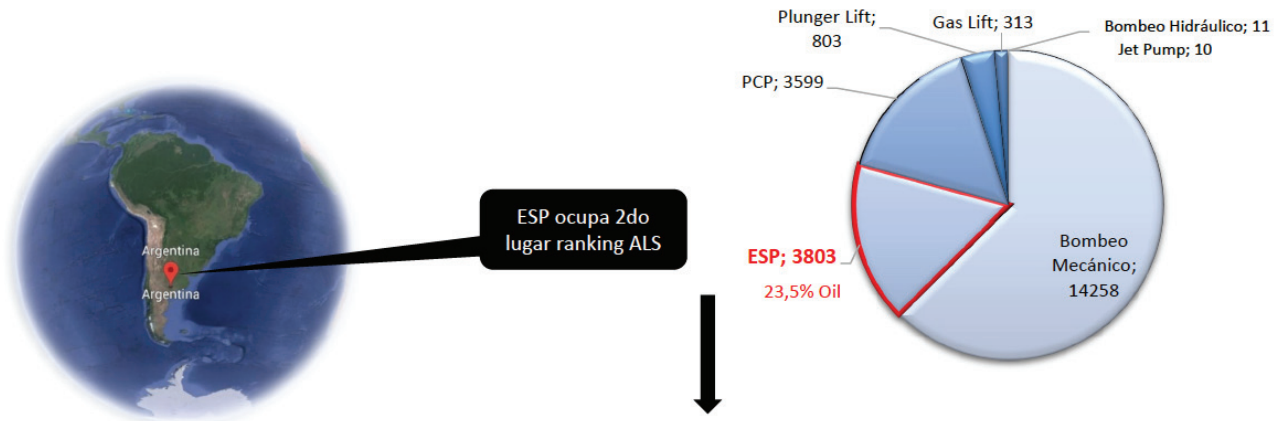 Argentina
Argentina
ESP ocupa 2do
lugar ranking ALS
Plunger Lift;
803
Gas Lift; 313
Bombeo Hidráulico; 11
Jet Pump; 10
PCP; 3599
ESP; 3803
23,5% Oil
Bombeo
Mecánico;
14258